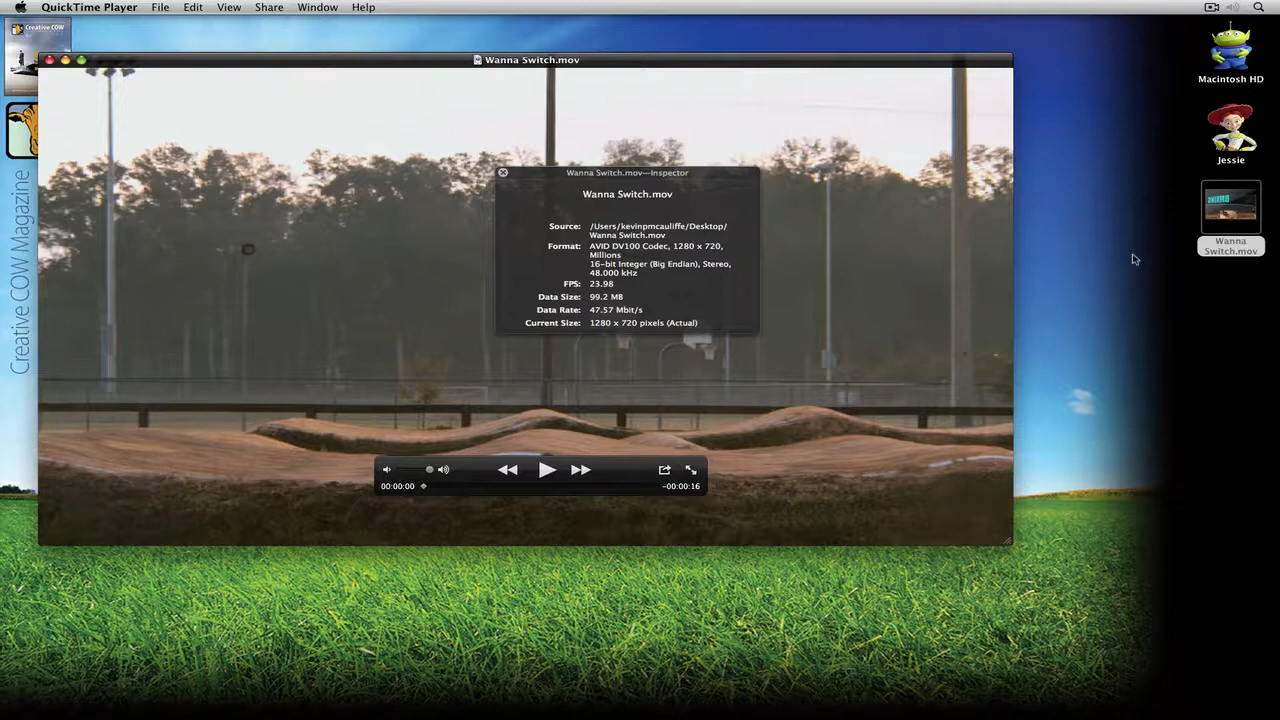 QuickTime Player File Edit View Share Window Help
Creative COW
Creative COW Magazine
Wanna Switch.mov
Wanna Switch.mov—Inspector
Wanna Switch.mov
Source: /Users/kevinpmcauliffe/Desktop/
Wanna Switch.mov
Format: AVID DV100 Codec, 1280 x 720,
Millions
16-bit Integer (Big Endian), Stereo,
48.000 kHz
FPS: 23.98
Data Size: 99.2 MB
Data Rate: 47.57 Mbit/s
Current Size: 1280 x 720 pixels (Actual)
00:00:00
-00:00:16
Macintosh HD
Jessie
Wanna
Switch.mov